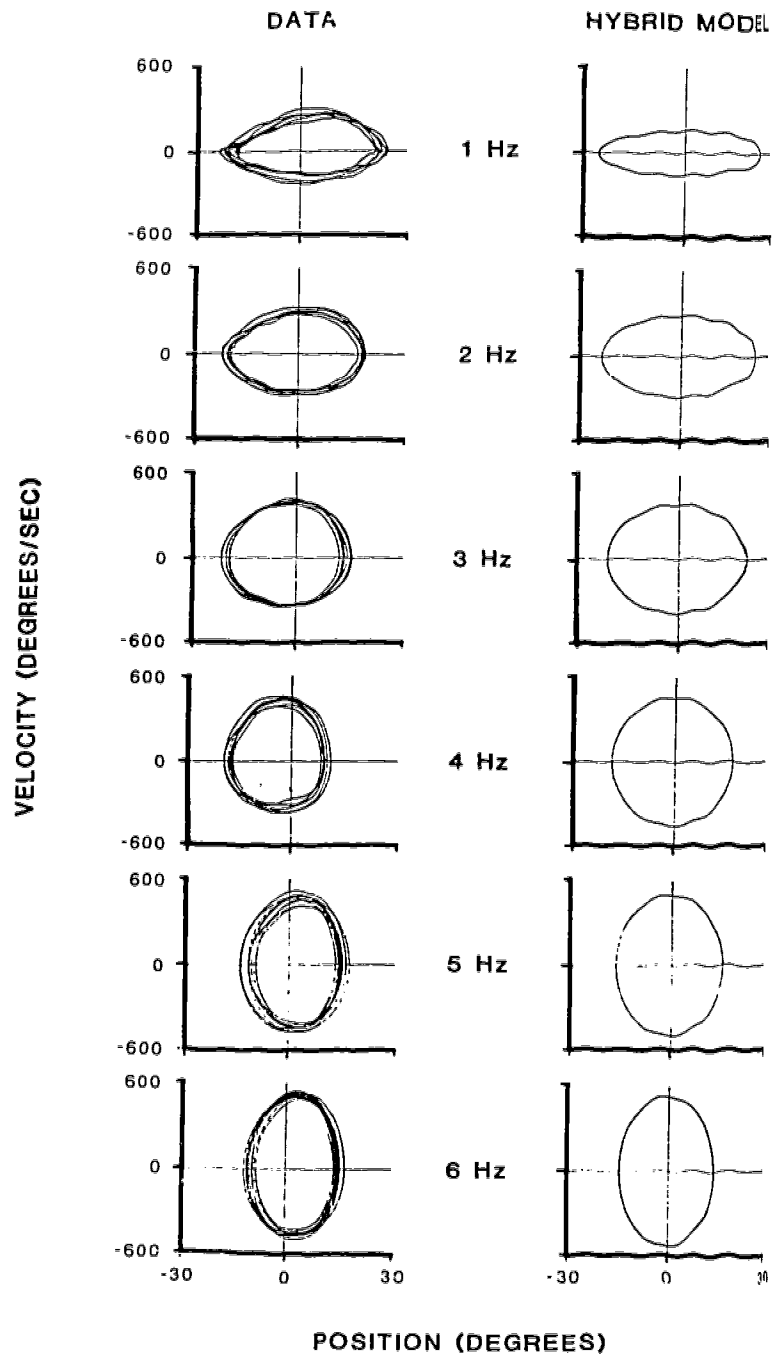 DATA HYBRID MODEL
600
0 1 Hz
-600
600
0 2 Hz
-600
600
0 3 Hz
-600
600
0 4 Hz
-600
600
0 5 Hz
-600
600
0 6 Hz
-600
-30 0 30 -30 0 30
VELOCITY (DEGREES/SEC)
POSITION (DEGREES)